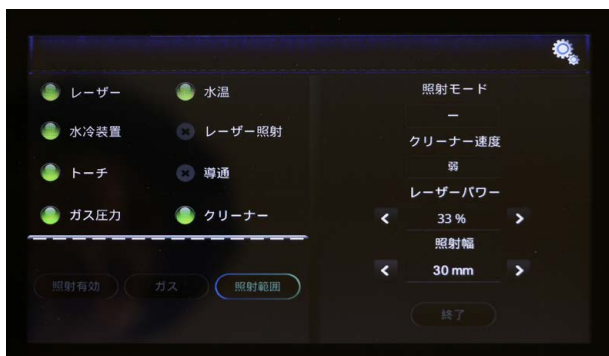 レーザー
水温
水冷装置
レーザー照射
トーチ
導通
ガス圧力
クリーナー
照射有効
ガス
照射範囲
照射モード
—
クリーナー速度
弱
レーザーパワー
33 %
照射幅
30 mm
終了